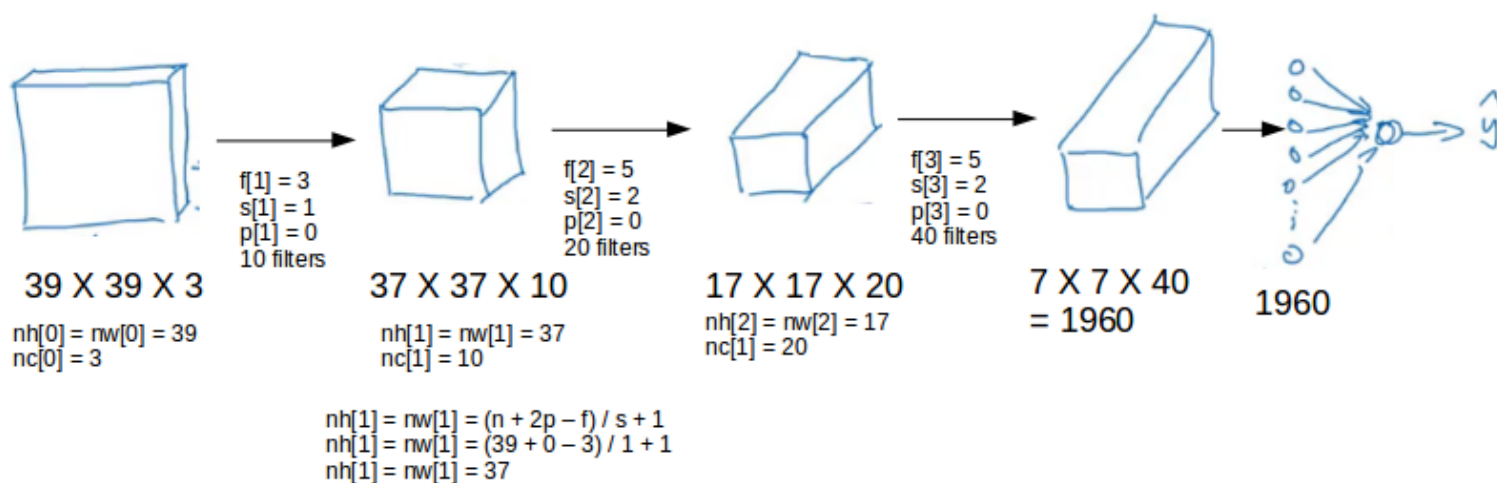 f[1] = 3
s[1] = 1
p[1] = 0
10 filters
f[2] = 5
s[2] = 2
p[2] = 0
20 filters
f[3] = 5
s[3] = 2
p[3] = 0
40 filters
ŷ
39 X 39 X 3
nh[0] = nw[0] = 39
nc[0] = 3
37 X 37 X 10
nh[1] = nw[1] = 37
nc[1] = 10
17 X 17 X 20
nh[2] = nw[2] = 17
nc[1] = 20
7 X 7 X 40
= 1960
1960
nh[1] = nw[1] = (n + 2p – f) / s + 1
nh[1] = nw[1] = (39 + 0 – 3) / 1 + 1
nh[1] = nw[1] = 37